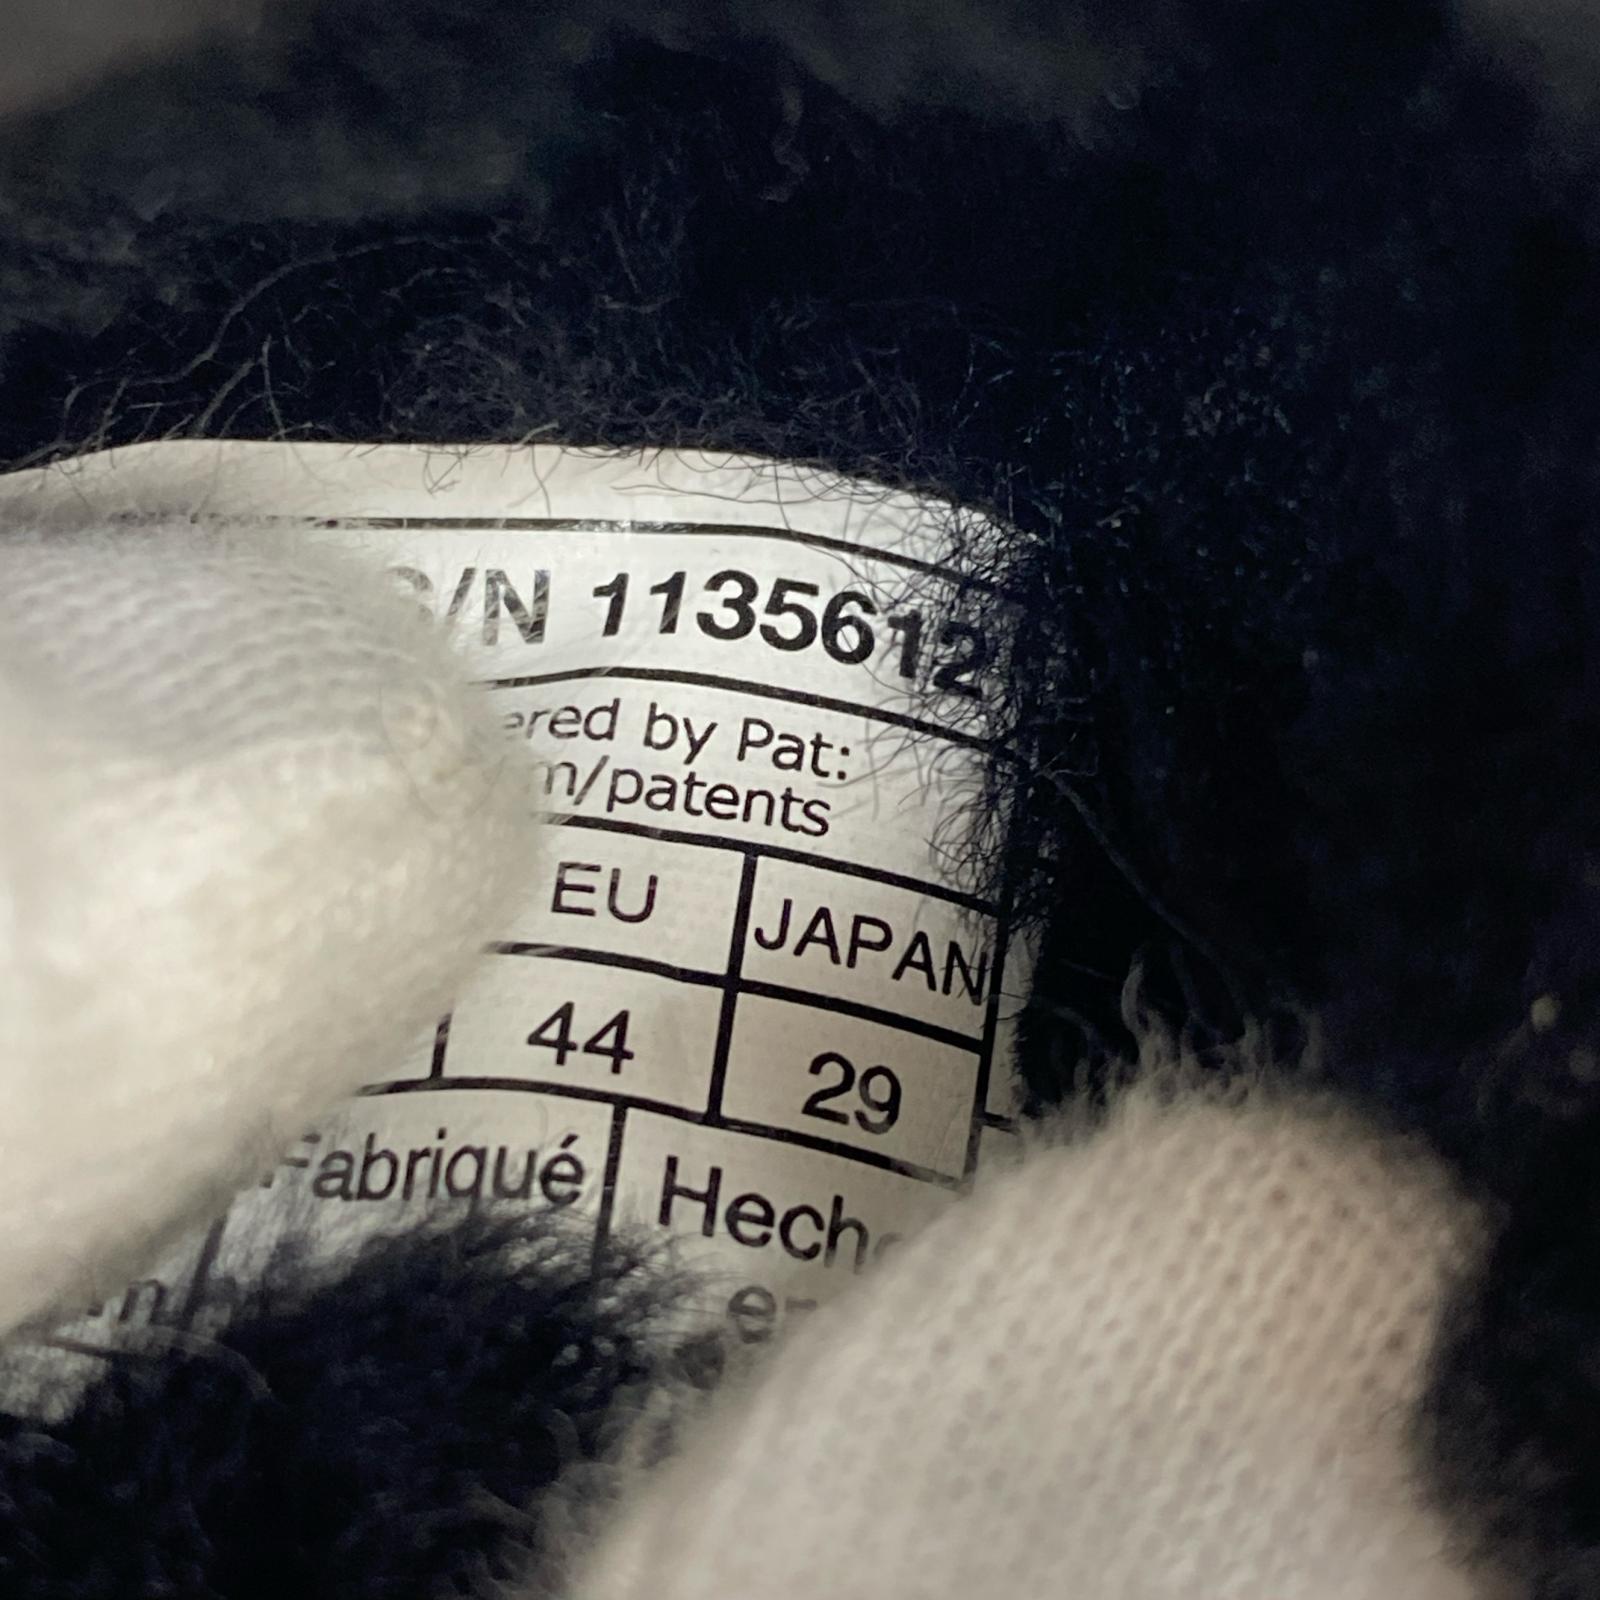 S/N 1135612
ered by Pat:
m/patents
EU JAPAN
44 29
Fabriqué Hech